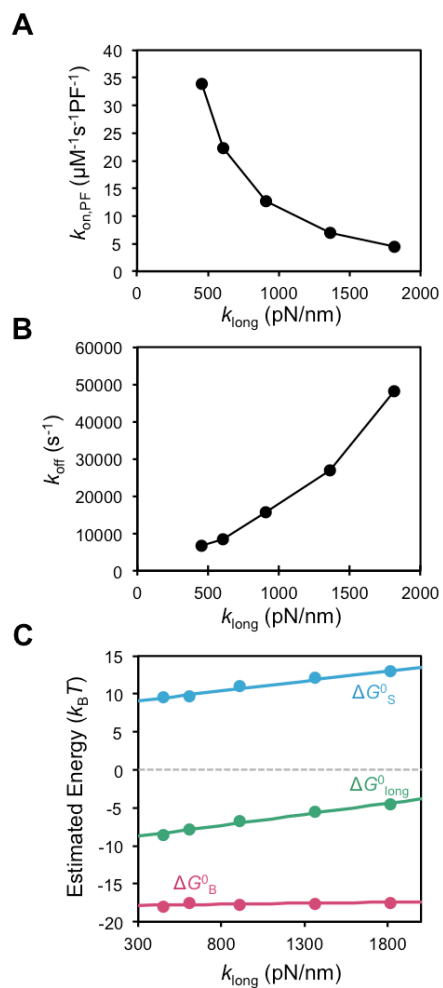 A
40
35
30
25
20
15
10
5
0
k_on,PF (μM⁻¹s⁻¹PF⁻¹)
0 500 1000 1500 2000
k_long (pN/nm)
B
60000
50000
40000
30000
20000
10000
0
k_off (s⁻¹)
0 500 1000 1500 2000
k_long (pN/nm)
C
15
10
5
0
-5
-10
-15
-20
Estimated Energy (k_BT)
ΔG⁰_S
ΔG⁰_long
ΔG⁰_B
300 800 1300 1800
k_long (pN/nm)